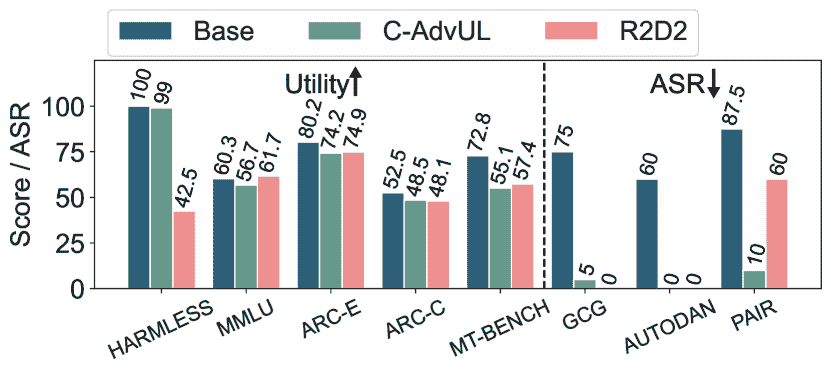 Base C-AdvUL R2D2
Utility↑ ASR↓
Score / ASR
100
75
50
25
0
100 99 42.5
60.3 56.7 61.7
80.2 74.2 74.9
52.5 48.5 48.1
72.8 55.1 57.4
75 5 0
60 0 0
87.5 10 60
HARMLESS MMLU ARC-E ARC-C MT-BENCH GCG AUTODAN PAIR